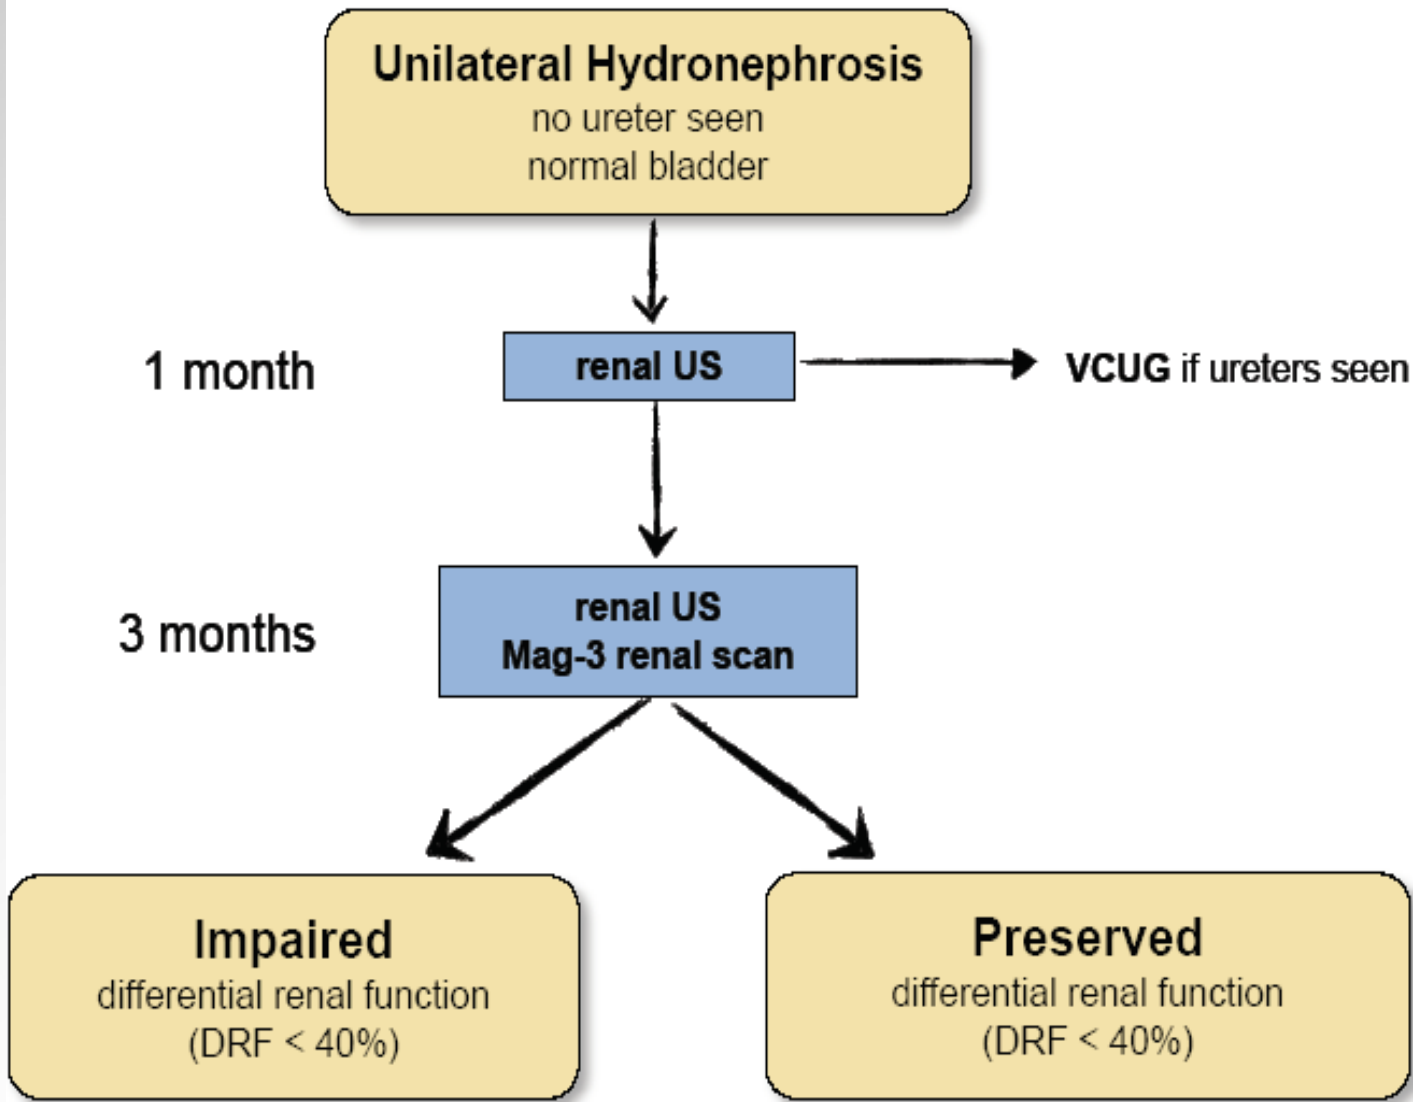 Unilateral Hydronephrosis
no ureter seen
normal bladder
1 month
renal US
VCUG if ureters seen
3 months
renal US
Mag-3 renal scan
Impaired
differential renal function
(DRF < 40%)
Preserved
differential renal function
(DRF < 40%)